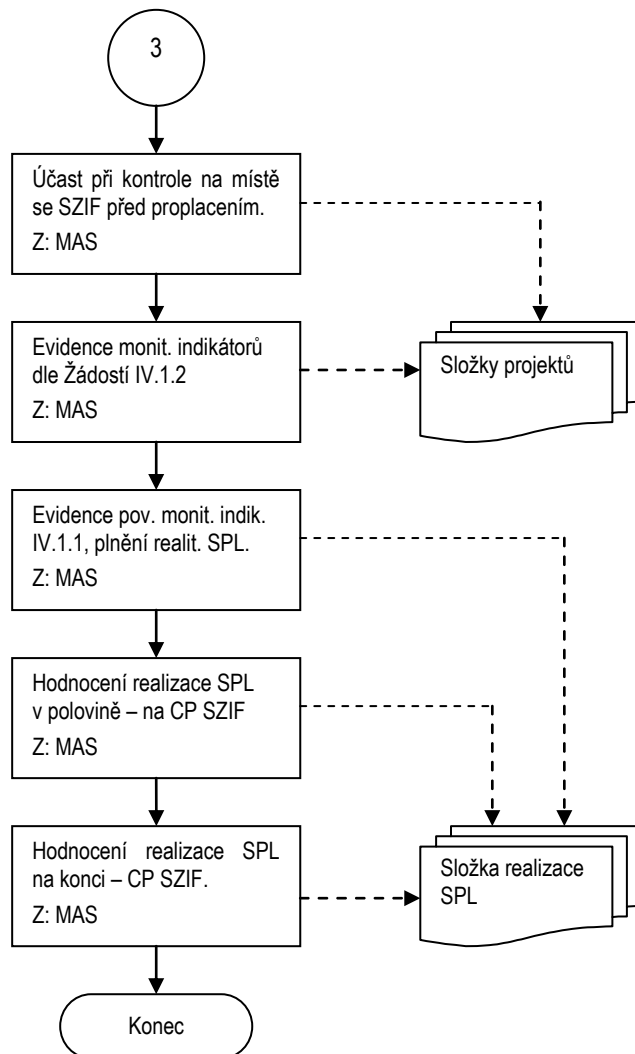 3
Účast při kontrole na místě
se SZIF před proplacením.
Z: MAS
Evidence monit. indikátorů
dle Žádostí IV.1.2
Z: MAS
Složky projektů
Evidence pov. monit. indik.
IV.1.1, plnění realit. SPL.
Z: MAS
Hodnocení realizace SPL
v polovině – na CP SZIF
Z: MAS
Hodnocení realizace SPL
na konci – CP SZIF.
Z: MAS
Složka realizace
SPL
Konec